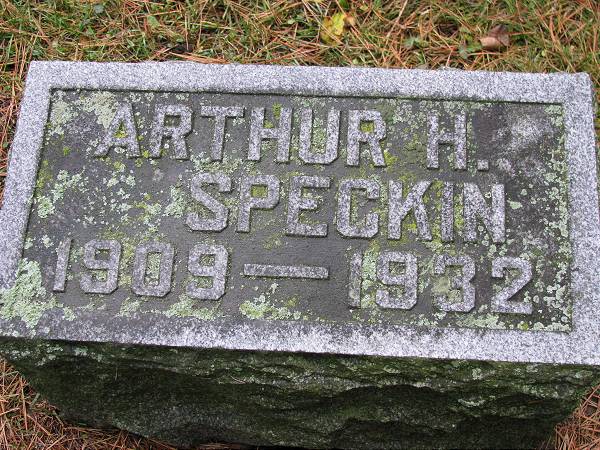 ARTHUR H.
SPECKIN
1909 — 1932